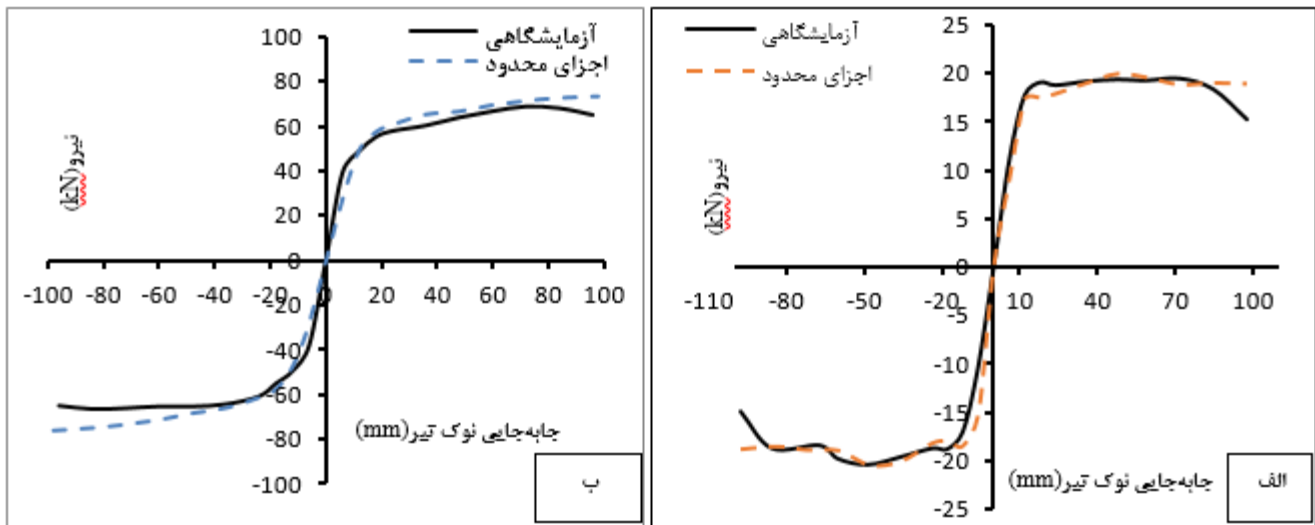 آزمایشگاهی
اجزای محدود
نیرو(kN)
25
20
15
10
5
0
-5
-10
-15
-20
-25
-110 -80 -50 -20 10 40 70 100
جابه‌جایی نوک تیر(mm)
الف
آزمایشگاهی
اجزای محدود
نیرو(kN)
100
80
60
40
20
0
-20
-40
-60
-80
-100
-100 -80 -60 -40 -20 0 20 40 60 80 100
جابه‌جایی نوک تیر(mm)
ب